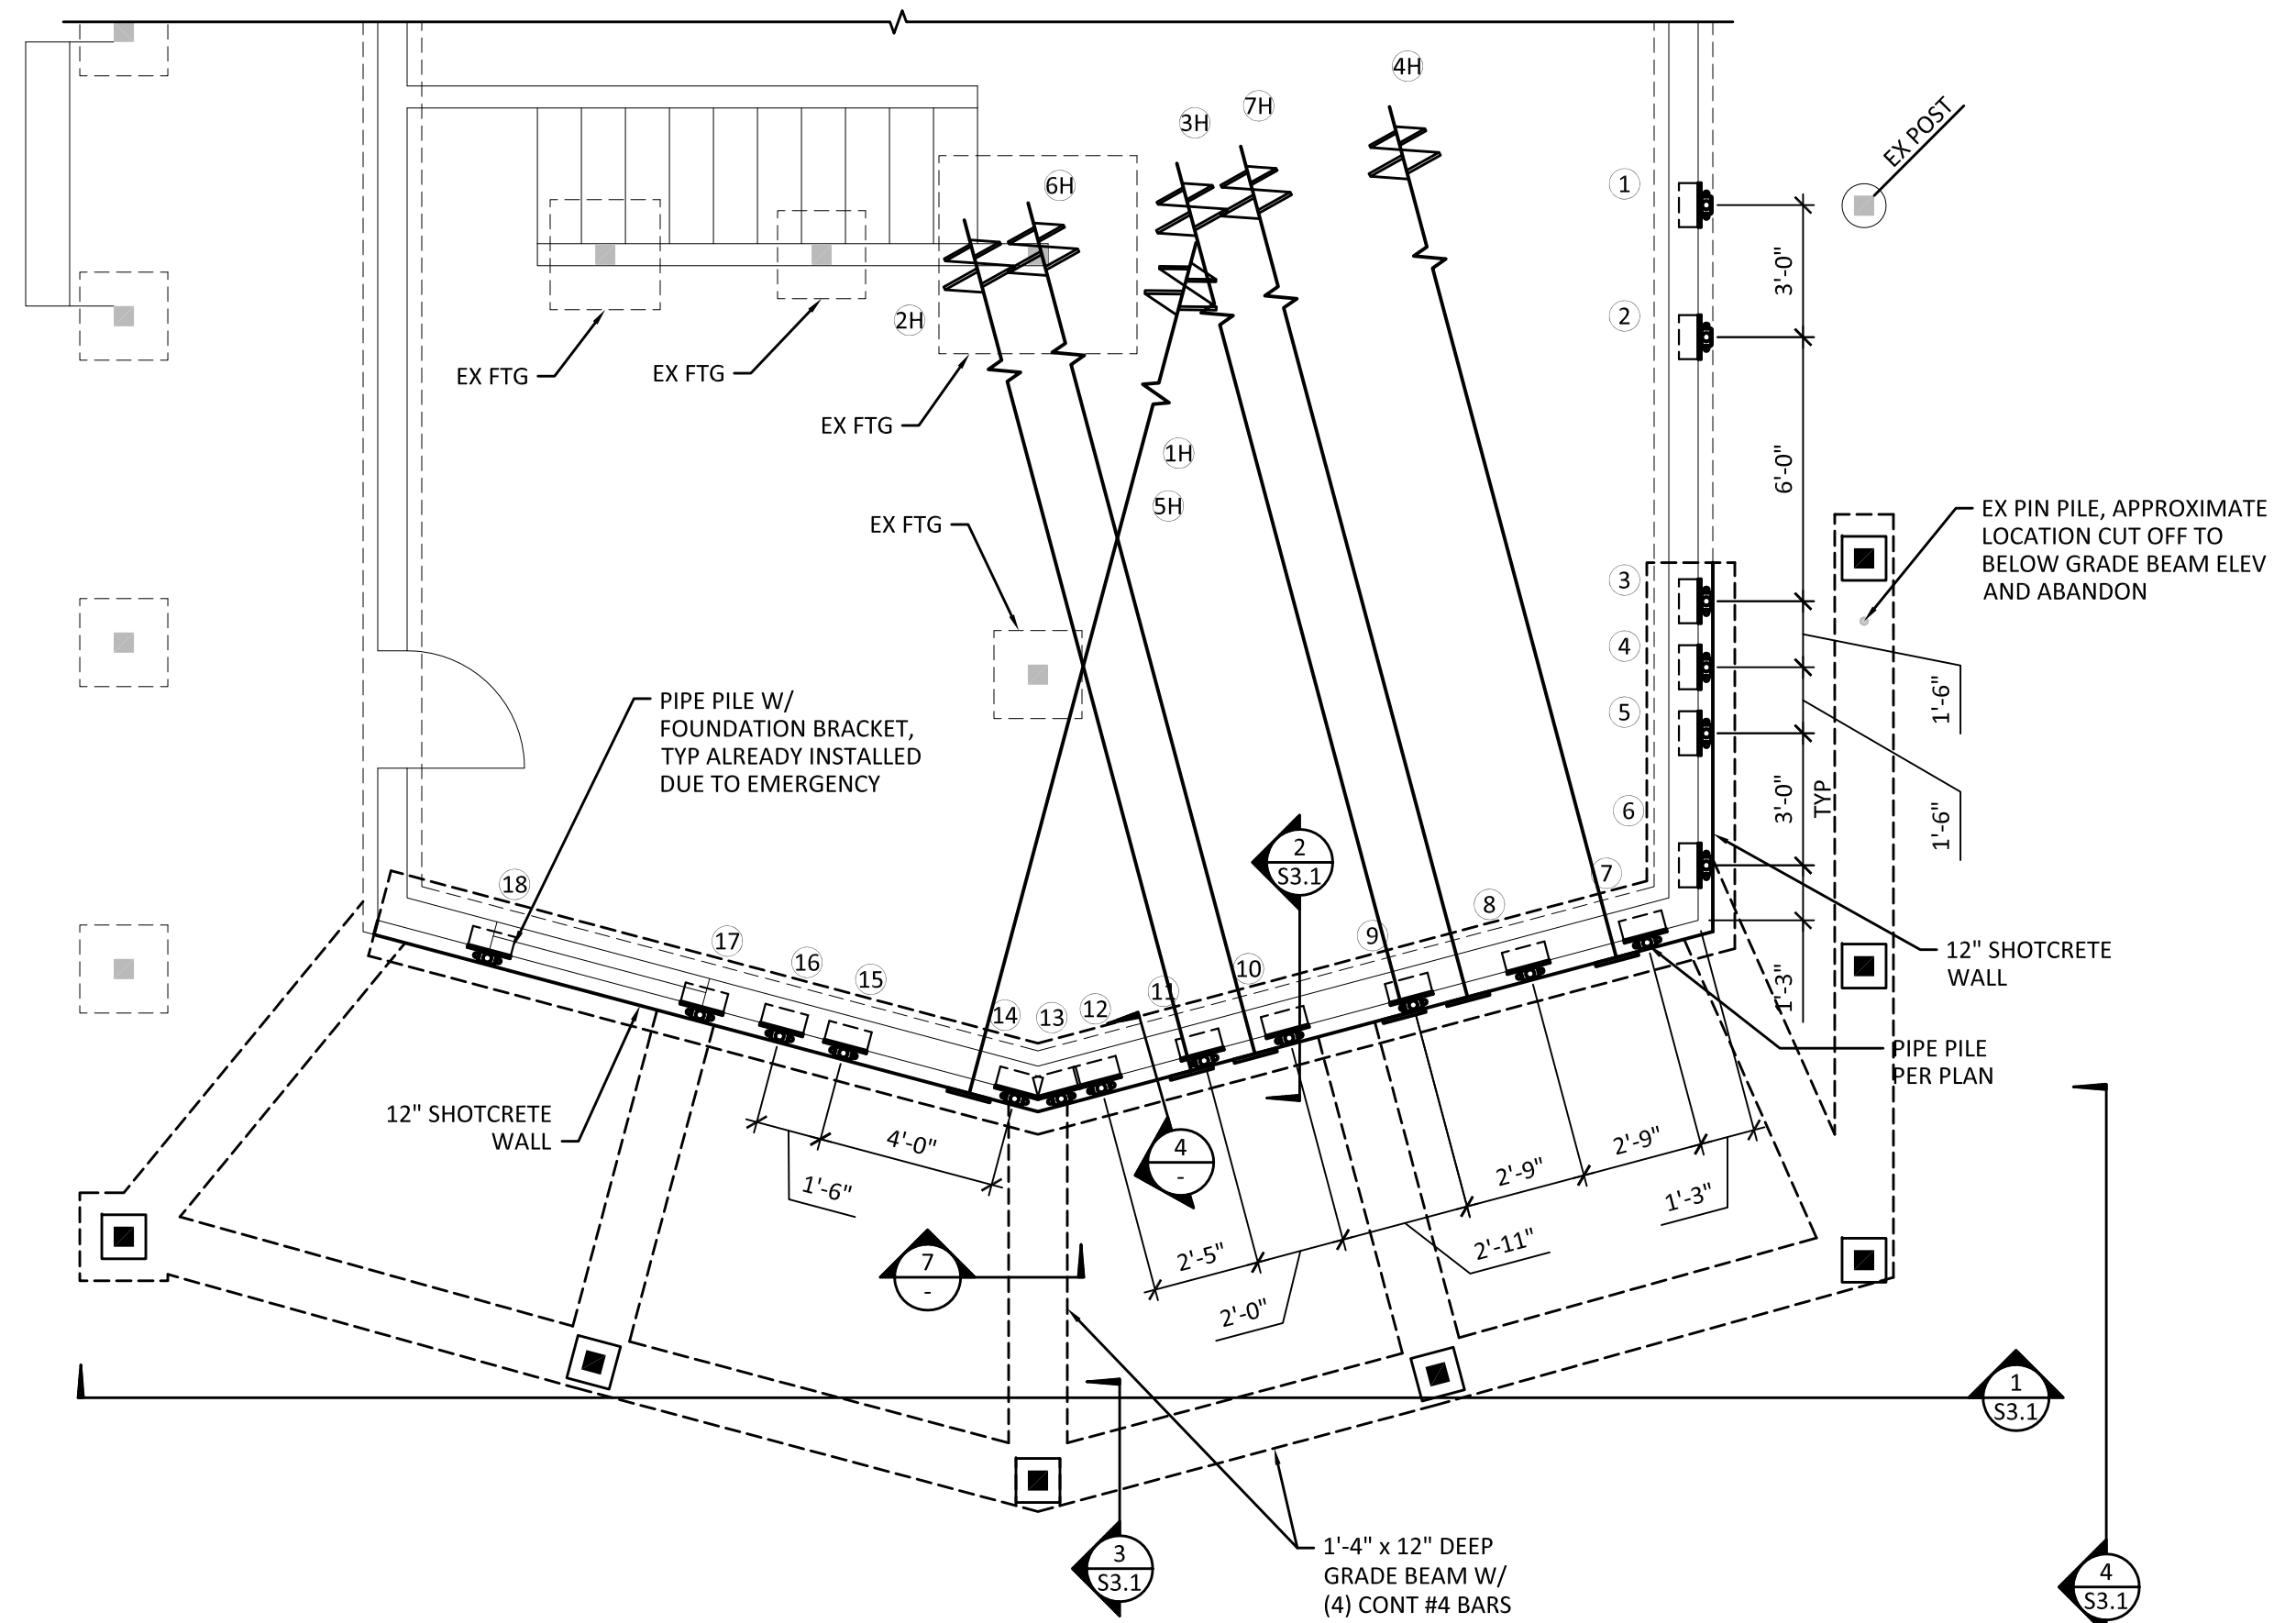 4H
7H
3H
EX POST
6H
1
2H
2
3'-0"
EX FTG
EX FTG
EX FTG
1H
6'-0"
5H
EX FTG
EX PIN PILE, APPROXIMATE
LOCATION CUT OFF TO
BELOW GRADE BEAM ELEV
AND ABANDON
3
4
5
1'-6"
PIPE PILE W/
FOUNDATION BRACKET,
TYP ALREADY INSTALLED
DUE TO EMERGENCY
6
3'-0"
TYP
1'-6"
2
S3.1
7
18
8
17
9
16
10
15
11
12
13
14
12" SHOTCRETE
WALL
1'-3"
PIPE PILE
PER PLAN
12" SHOTCRETE
WALL
4'-0"
1'-6"
4
-
2'-9"
2'-9"
1'-3"
2'-11"
2'-5"
2'-0"
7
-
1
S3.1
3
S3.1
1'-4" x 12" DEEP
GRADE BEAM W/
(4) CONT #4 BARS
4
S3.1